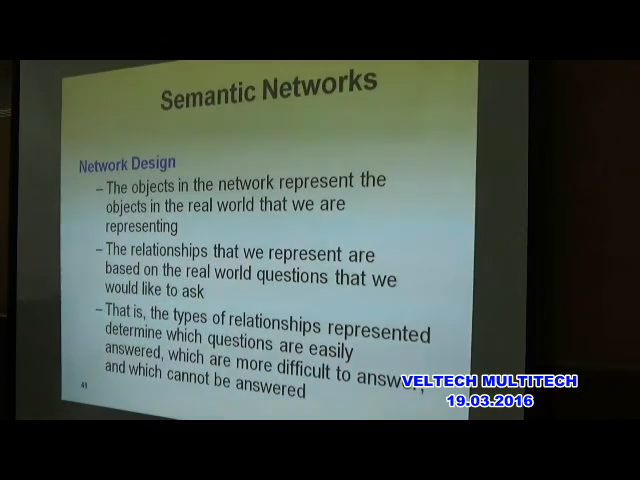 Semantic Networks
Network Design
– The objects in the network represent the
objects in the real world that we are
representing
– The relationships that we represent are
based on the real world questions that we
would like to ask
– That is, the types of relationships represented
determine which questions are easily
answered, which are more difficult to answer,
and which cannot be answered
41
VELTECH MULTITECH
19.03.2016